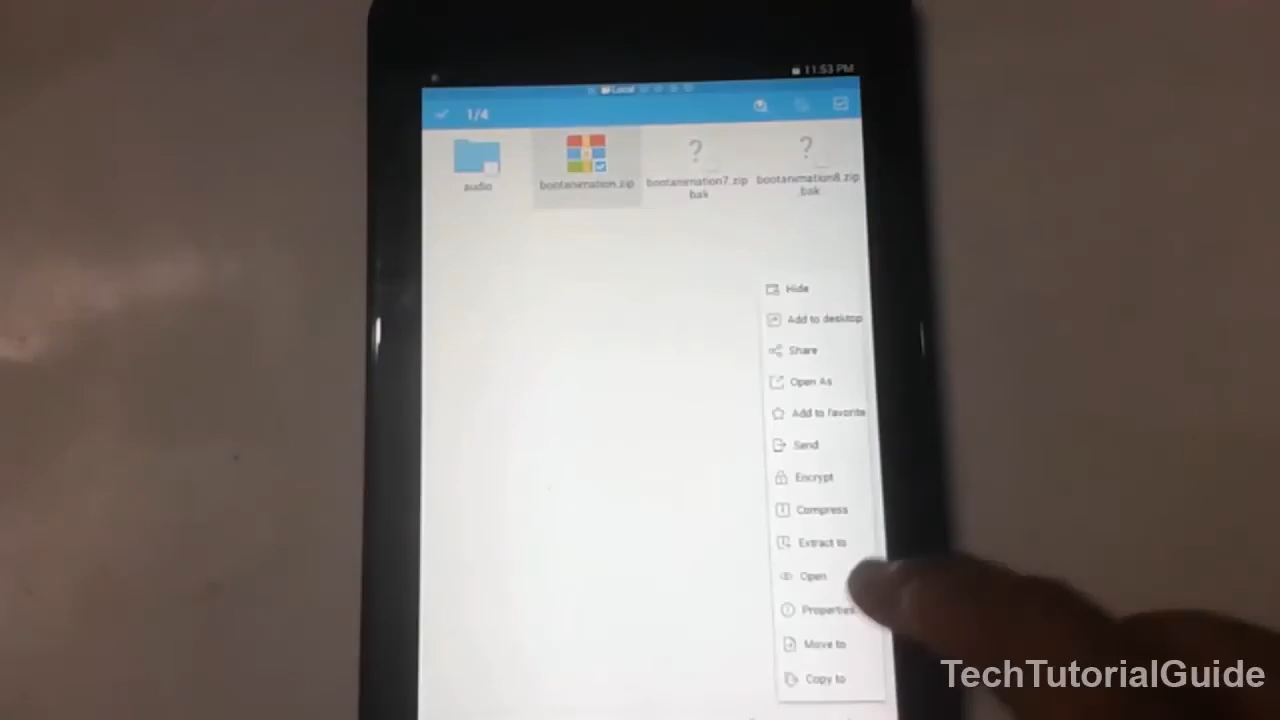 11:53 PM
Local
1/4
audio
bootanimation.zip
bootanimation7.zip
.bak
bootanimation8.zip
.bak
Hide
Add to desktop
Share
Open As
Add to favorite
Send
Encrypt
Compress
Extract to
Open
Properties
Move to
Copy to
TechTutorialGuide